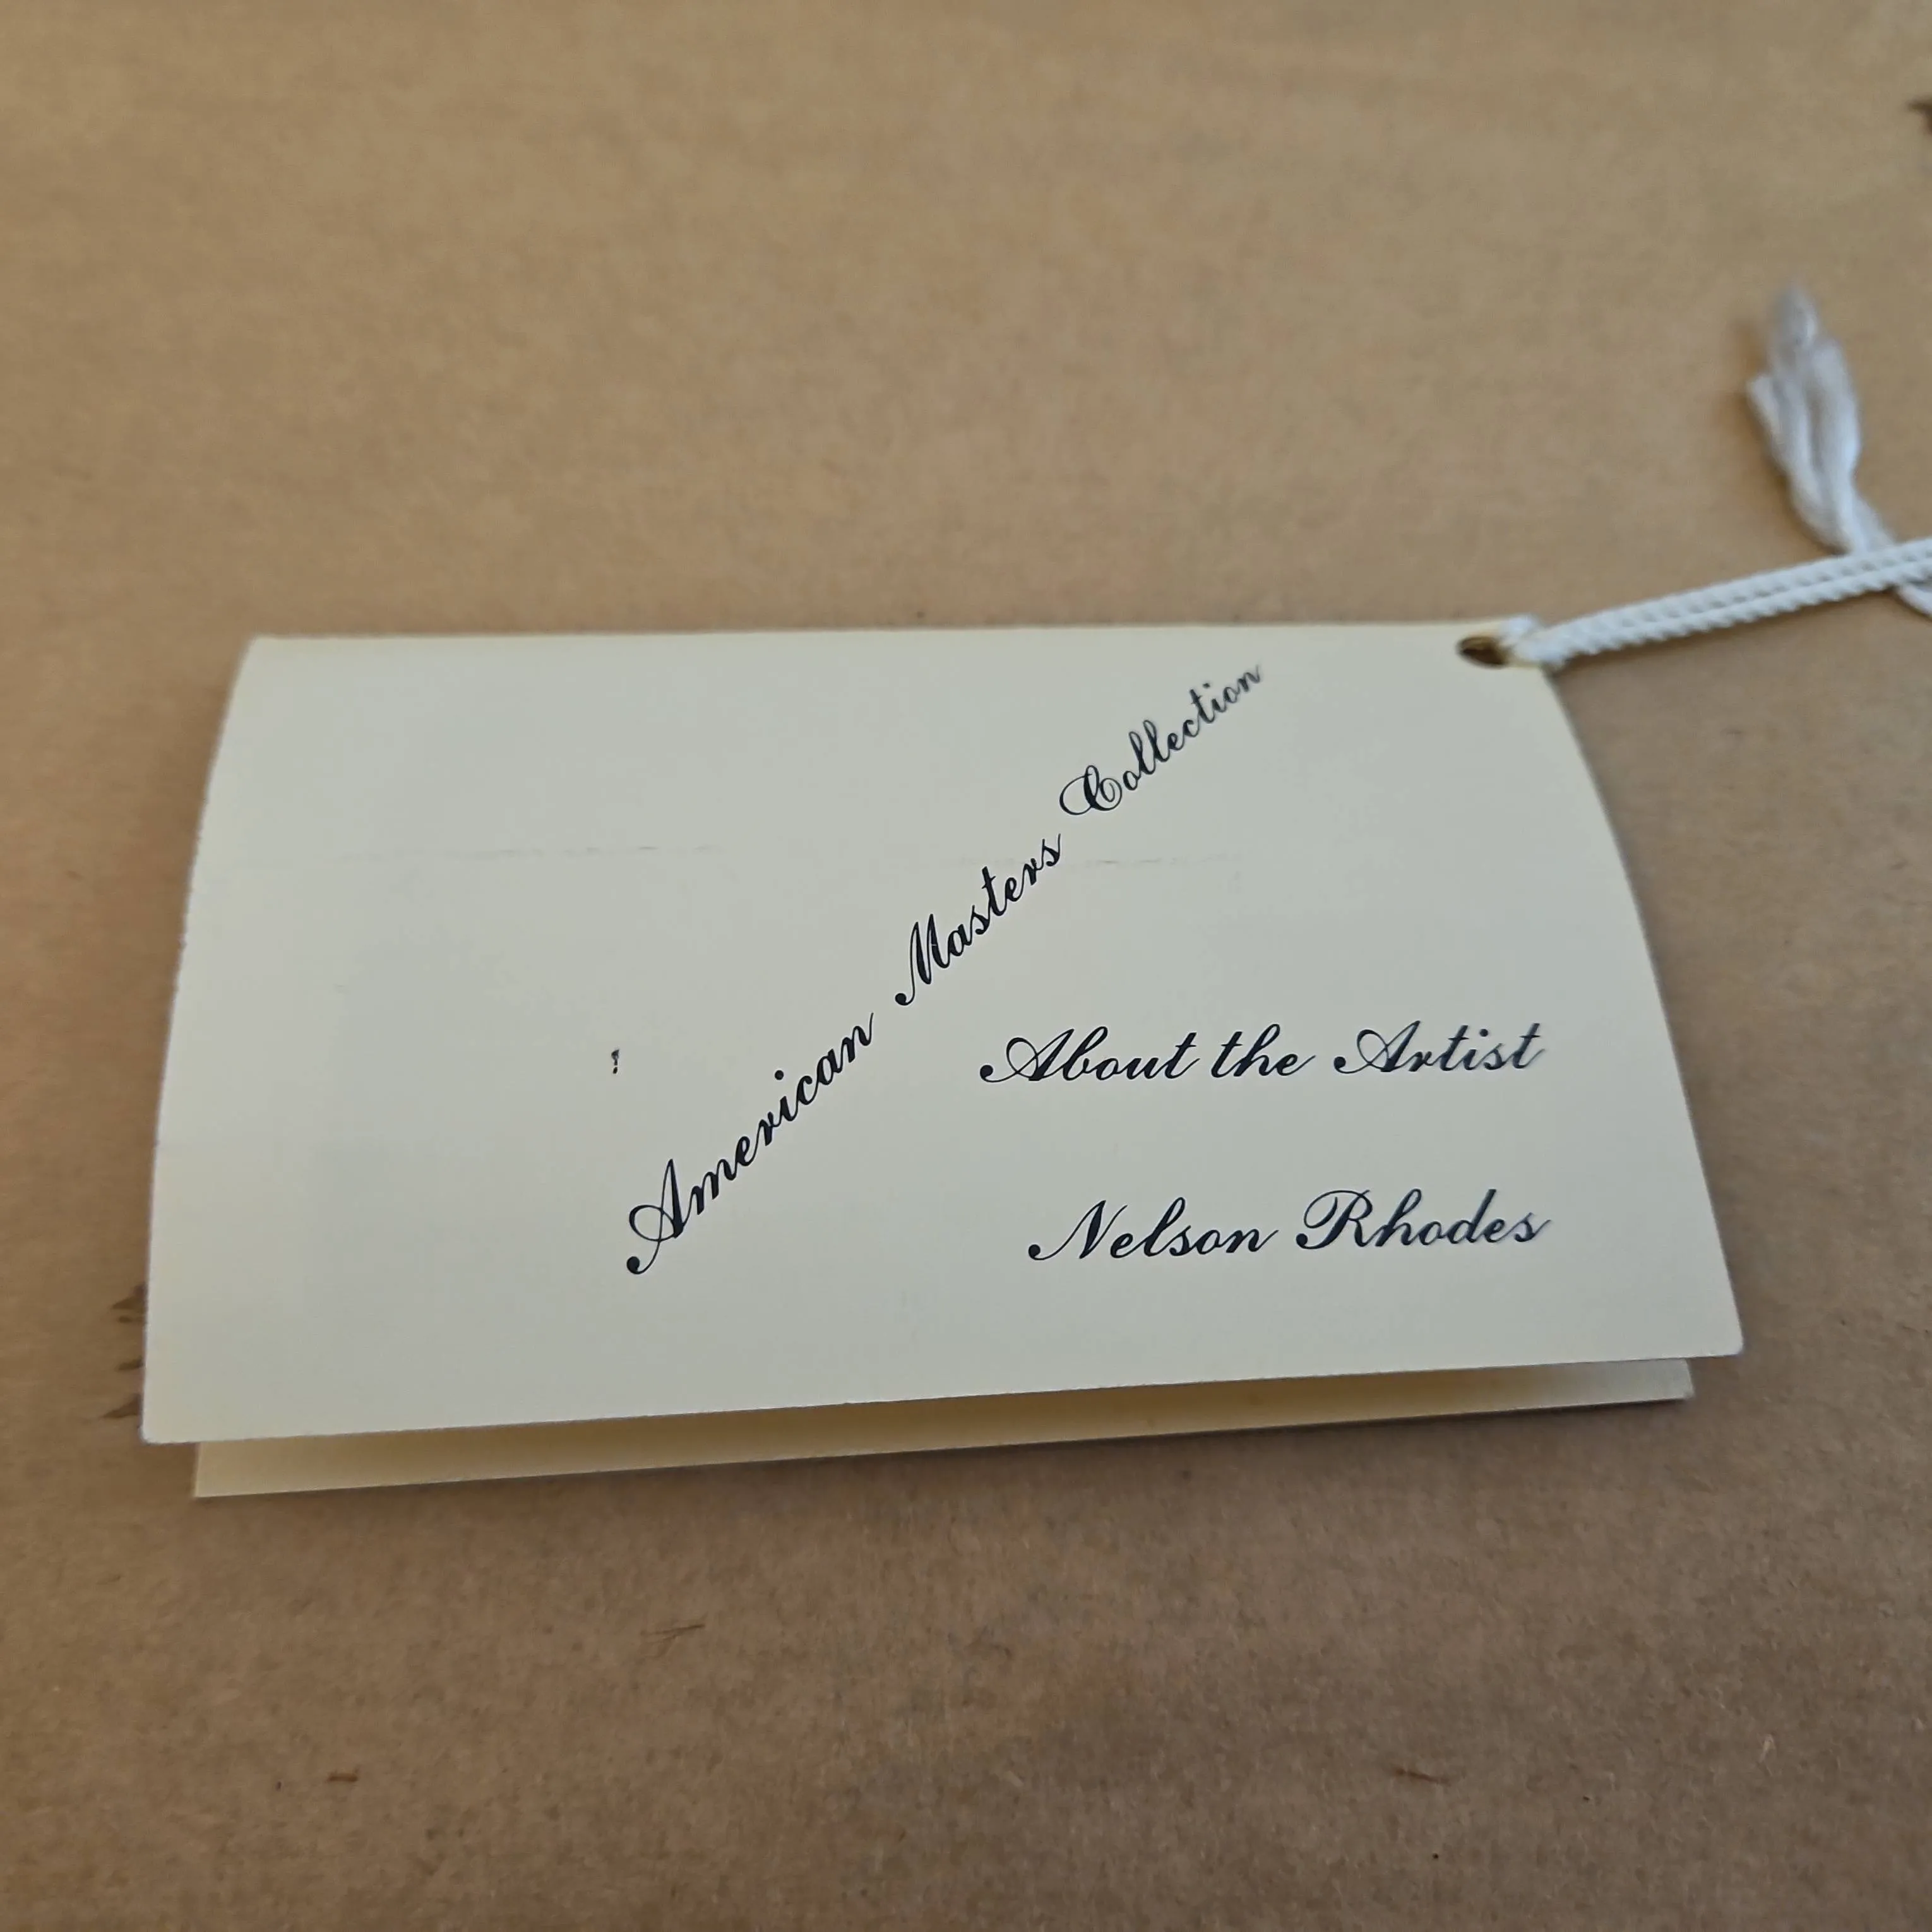 American Masters Collection
About the Artist
Nelson Rhodes